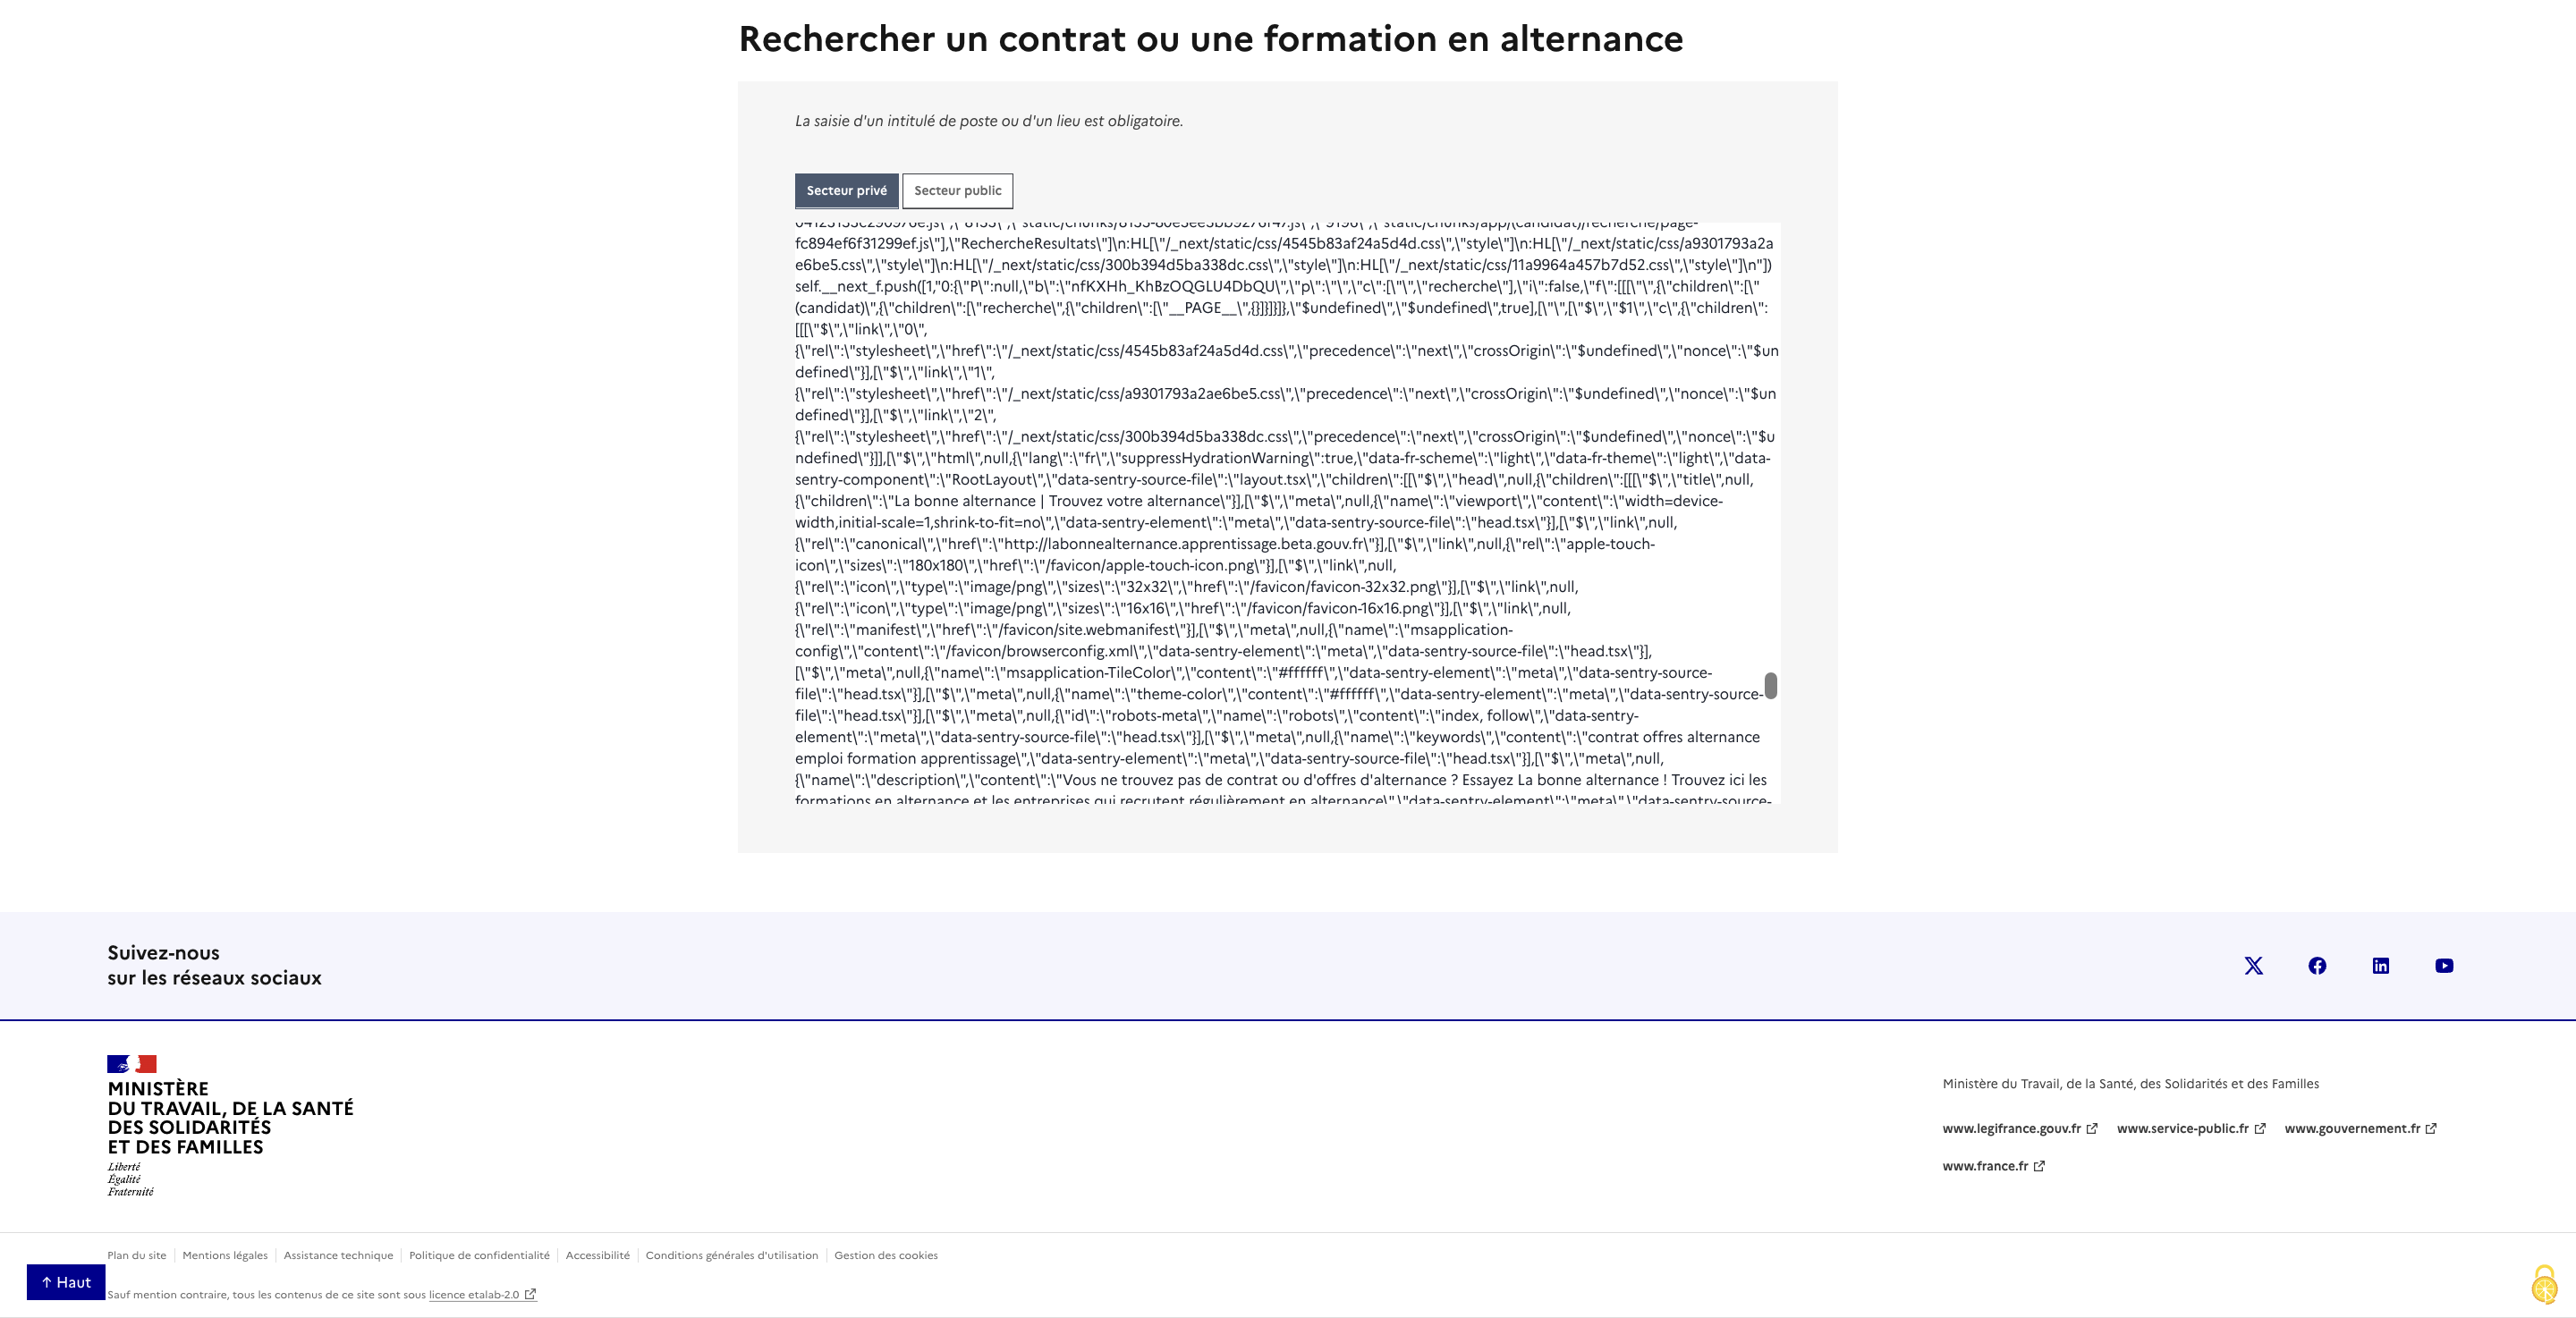 Rechercher un contrat ou une formation en alternance
La saisie d'un intitulé de poste ou d'un lieu est obligatoire.
Secteur privé
Secteur public
fc894ef6f31299ef.js\"],\"RechercheResultats\"]\n:HL[\"/_next/static/css/4545b83af24a5d4d.css\",\"style\"]\n:HL[\"/_next/static/css/a9301793a2a
e6be5.css\",\"style\"]\n:HL[\"/_next/static/css/300b394d5ba338dc.css\",\"style\"]\n:HL[\"/_next/static/css/11a9964a457b7d52.css\",\"style\"]\n"])
self.__next_f.push([1,"0:{\"P\":null,\"b\":\"nfKXHh_KhBzOQGLU4DbQU\",\"p\":\"\",\"c\":[\"\",\"recherche\"],\"i\":false,\"f\":[[[\"\",{\"children\":[\"
(candidat)\",{\"children\":[\"recherche\",{\"children\":[\"__PAGE__\",{}]}]}]},\"$undefined\",\"$undefined\",true],[\"\",[\"$\",\"$1\",\"c\",{\"children\":
[[[\"$\",\"link\",\"0\",
{\"rel\":\"stylesheet\",\"href\":\"/_next/static/css/4545b83af24a5d4d.css\",\"precedence\":\"next\",\"crossOrigin\":\"$undefined\",\"nonce\":\"$un
defined\"}],[\"$\",\"link\",\"1\",
{\"rel\":\"stylesheet\",\"href\":\"/_next/static/css/a9301793a2ae6be5.css\",\"precedence\":\"next\",\"crossOrigin\":\"$undefined\",\"nonce\":\"$un
defined\"}],[\"$\",\"link\",\"2\",
{\"rel\":\"stylesheet\",\"href\":\"/_next/static/css/300b394d5ba338dc.css\",\"precedence\":\"next\",\"crossOrigin\":\"$undefined\",\"nonce\":\"$u
ndefined\"}]],[\"$\",\"html\",null,{\"lang\":\"fr\",\"suppressHydrationWarning\":true,\"data-fr-scheme\":\"light\",\"data-fr-theme\":\"light\",\"data-
sentry-component\":\"RootLayout\",\"data-sentry-source-file\":\"layout.tsx\",\"children\":[[\"$\",\"head\",null,{\"children\":[[[\"$\",\"title\",null,
{\"children\":\"La bonne alternance | Trouvez votre alternance\"}],[\"$\",\"meta\",null,{\"name\":\"viewport\",\"content\":\"width=device-
width,initial-scale=1,shrink-to-fit=no\",\"data-sentry-element\":\"meta\",\"data-sentry-source-file\":\"head.tsx\"}],[\"$\",\"link\",null,
{\"rel\":\"canonical\",\"href\":\"http://labonnealternance.apprentissage.beta.gouv.fr\"}],[\"$\",\"link\",null,{\"rel\":\"apple-touch-
icon\",\"sizes\":\"180x180\",\"href\":\"/favicon/apple-touch-icon.png\"}],[\"$\",\"link\",null,
{\"rel\":\"icon\",\"type\":\"image/png\",\"sizes\":\"32x32\",\"href\":\"/favicon/favicon-32x32.png\"}],[\"$\",\"link\",null,
{\"rel\":\"icon\",\"type\":\"image/png\",\"sizes\":\"16x16\",\"href\":\"/favicon/favicon-16x16.png\"}],[\"$\",\"link\",null,
{\"rel\":\"manifest\",\"href\":\"/favicon/site.webmanifest\"}],[\"$\",\"meta\",null,{\"name\":\"msapplication-
config\",\"content\":\"/favicon/browserconfig.xml\",\"data-sentry-element\":\"meta\",\"data-sentry-source-file\":\"head.tsx\"}],
[\"$\",\"meta\",null,{\"name\":\"msapplication-TileColor\",\"content\":\"#ffffff\",\"data-sentry-element\":\"meta\",\"data-sentry-source-
file\":\"head.tsx\"}],[\"$\",\"meta\",null,{\"name\":\"theme-color\",\"content\":\"#ffffff\",\"data-sentry-element\":\"meta\",\"data-sentry-source-
file\":\"head.tsx\"}],[\"$\",\"meta\",null,{\"id\":\"robots-meta\",\"name\":\"robots\",\"content\":\"index, follow\",\"data-sentry-
element\":\"meta\",\"data-sentry-source-file\":\"head.tsx\"}],[\"$\",\"meta\",null,{\"name\":\"keywords\",\"content\":\"contrat offres alternance
emploi formation apprentissage\",\"data-sentry-element\":\"meta\",\"data-sentry-source-file\":\"head.tsx\"}],[\"$\",\"meta\",null,
{\"name\":\"description\",\"content\":\"Vous ne trouvez pas de contrat ou d'offres d'alternance ? Essayez La bonne alternance ! Trouvez ici les
formations en alternance et les entreprises qui recrutent régulièrement en alternance\",\"data-sentry-element\":\"meta\",\"data-sentry-source-
Suivez-nous
sur les réseaux sociaux
MINISTÈRE
DU TRAVAIL, DE LA SANTÉ
DES SOLIDARITÉS
ET DES FAMILLES
Liberté
Égalité
Fraternité
Ministère du Travail, de la Santé, des Solidarités et des Familles
www.legifrance.gouv.fr
www.service-public.fr
www.gouvernement.fr
www.france.fr
Plan du site
Mentions légales
Assistance technique
Politique de confidentialité
Accessibilité
Conditions générales d'utilisation
Gestion des cookies
↑ Haut
Sauf mention contraire, tous les contenus de ce site sont sous licence etalab-2.0